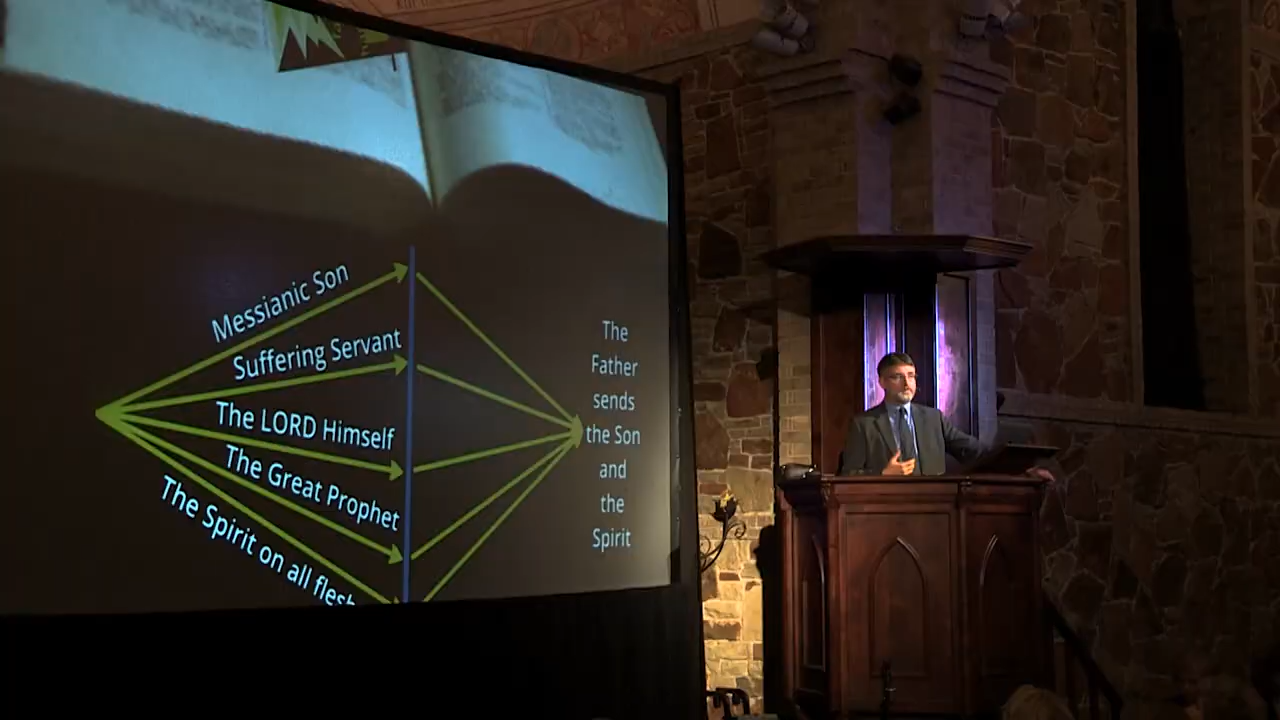 Messianic Son
Suffering Servant
The LORD Himself
The Great Prophet
The Spirit on all flesh
The
Father
sends
the Son
and
the
Spirit